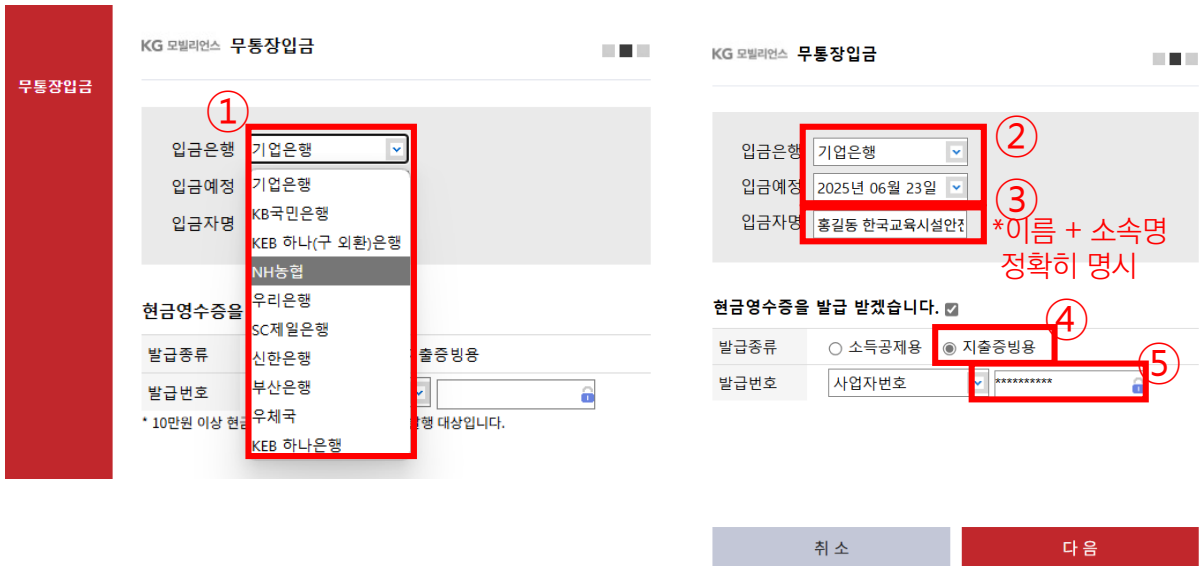 무통장입금
KG 모빌리언스 무통장입금
①
입금은행 기업은행
입금예정
입금자명
기업은행
KB국민은행
KEB 하나(구 외환)은행
NH농협
우리은행
SC제일은행
신한은행
부산은행
우체국
KEB 하나은행
현금영수증을
발급종류 출증빙용
발급번호
* 10만원 이상 현금 발행 대상입니다.
KG 모빌리언스 무통장입금
②
입금은행 기업은행
입금예정 2025년 06월 23일
③
입금자명 홍길동 한국교육시설안전
*이름 + 소속명
정확히 명시
현금영수증을 발급 받겠습니다.
④
발급종류 소득공제용 지출증빙용
⑤
발급번호 사업자번호 **********
취 소
다 음